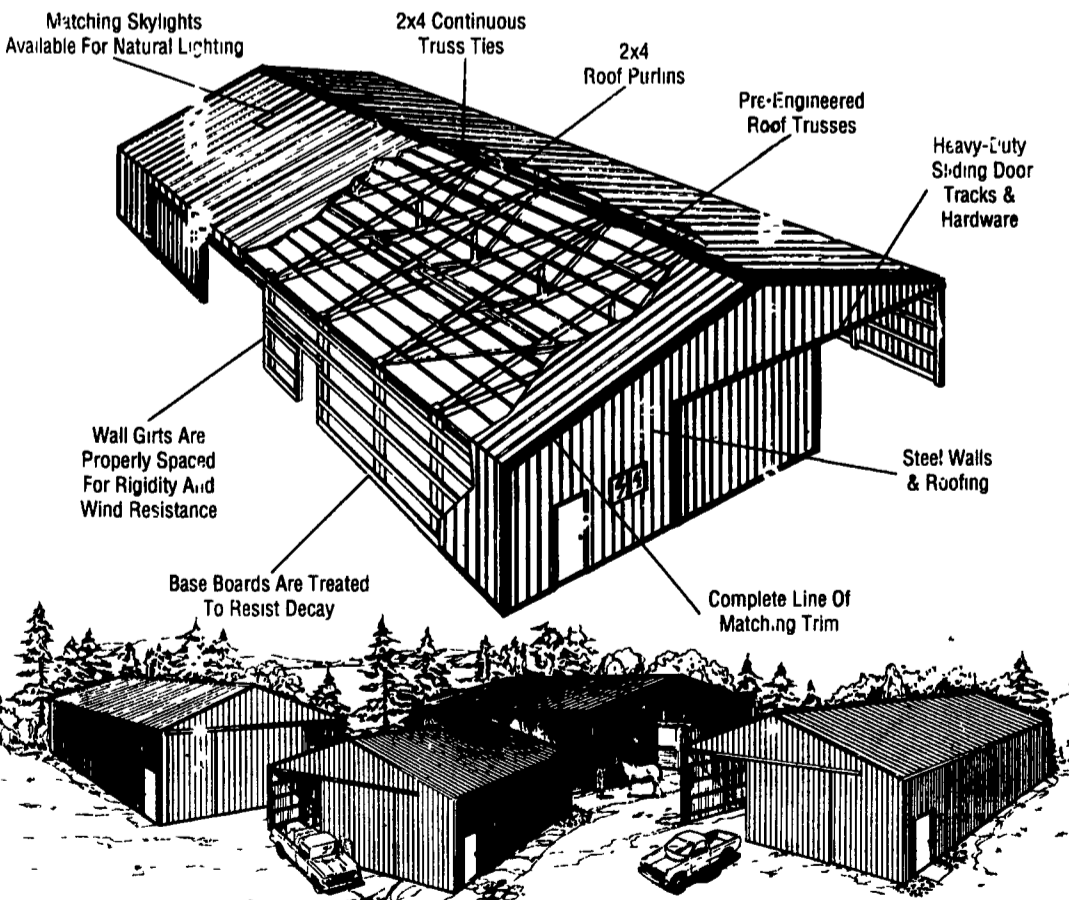 Matching Skylights
Available For Natural Lighting
2x4 Continuous
Truss Ties
2x4
Roof Purlins
Pre-Engineered
Roof Trusses
Heavy-Duty
Sliding Door
Tracks &
Hardware
Wall Girts Are
Properly Spaced
For Rigidity And
Wind Resistance
Steel Walls
& Roofing
Base Boards Are Treated
To Resist Decay
Complete Line Of
Matching Trim